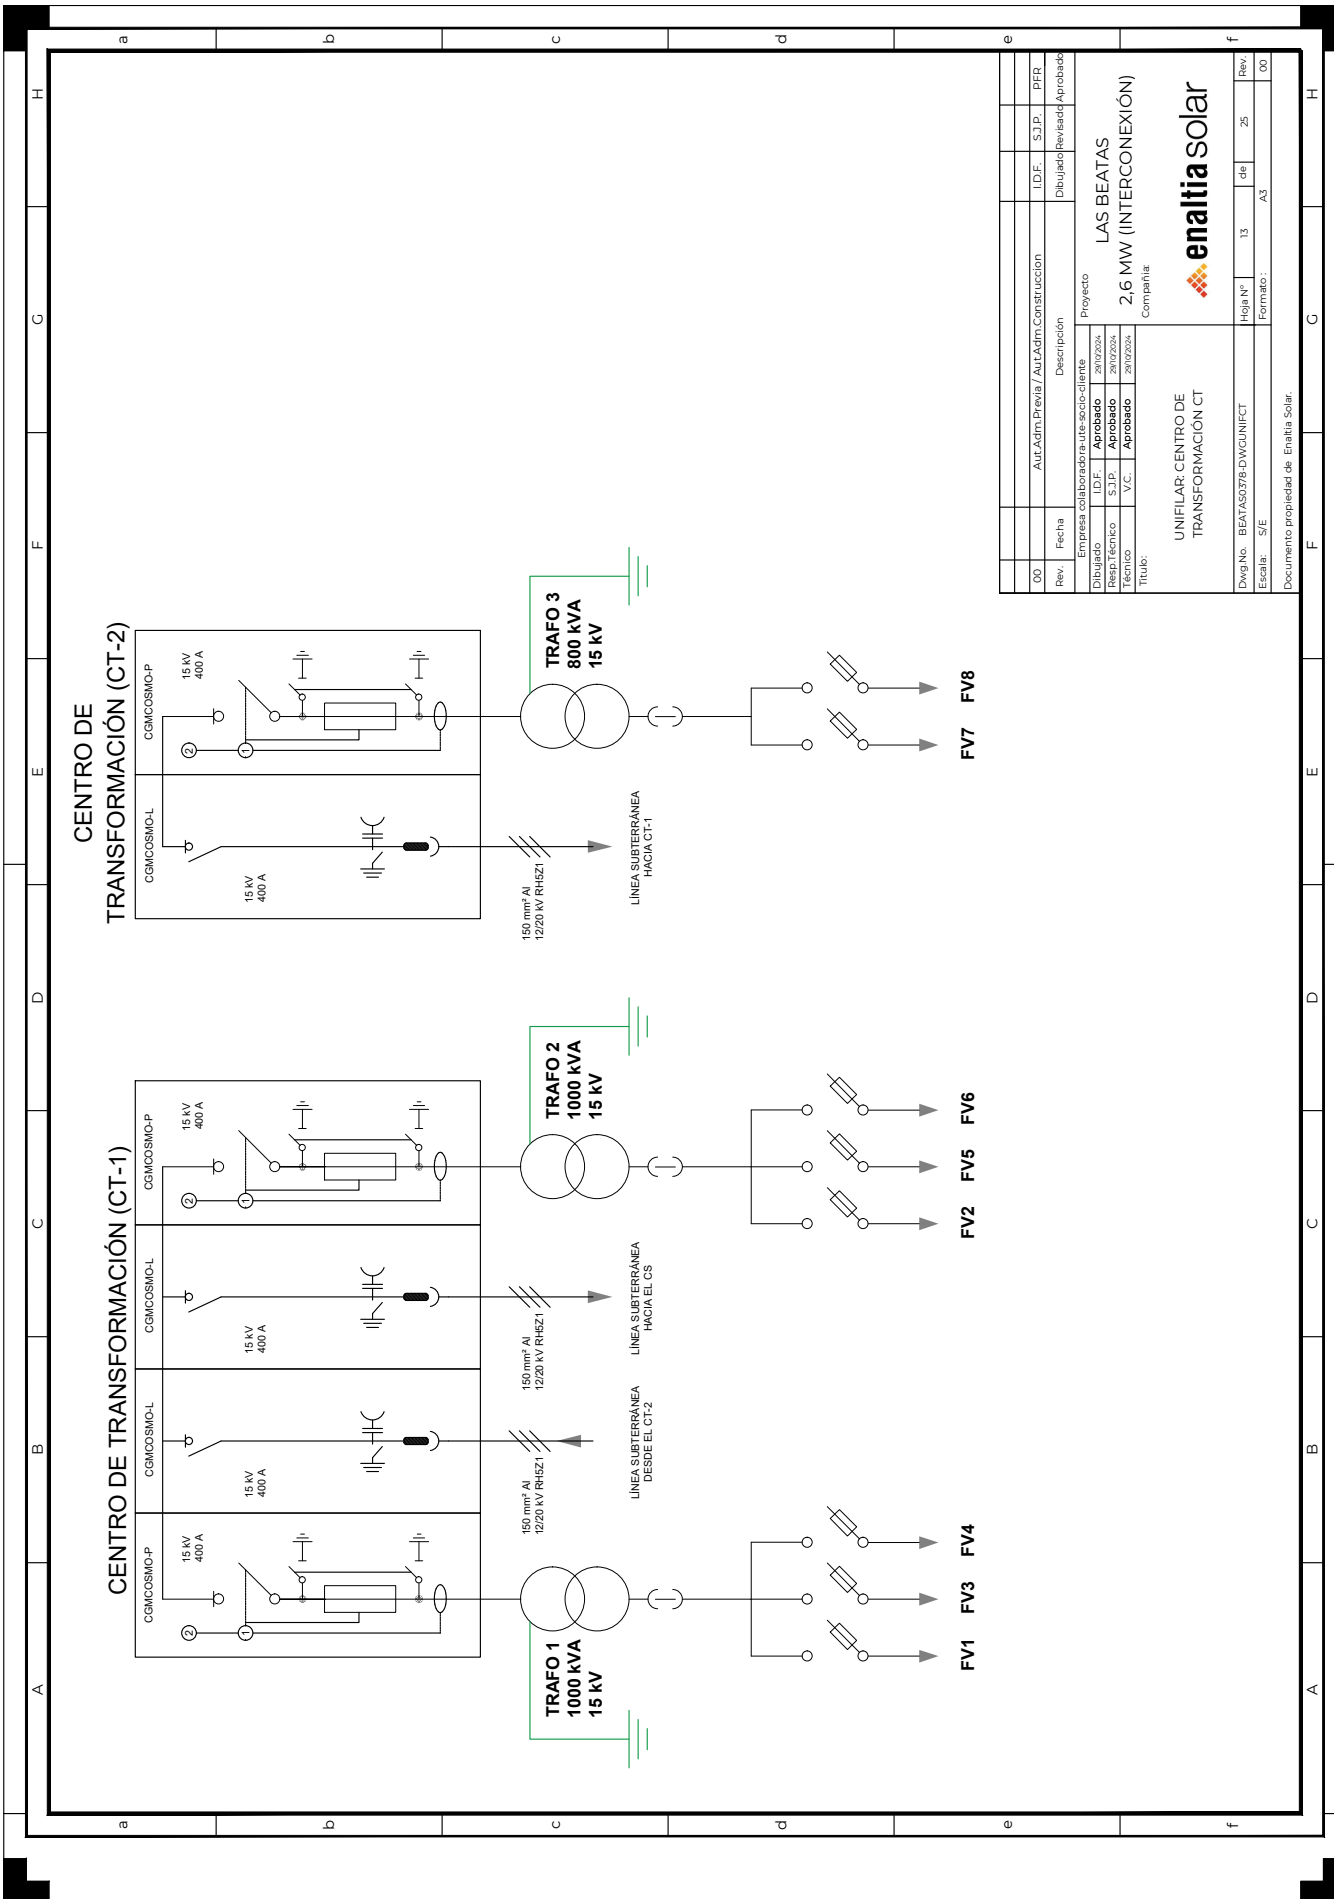 H
G
F
E
D
C
B
A
a
b
c
d
e
f
CENTRO DE TRANSFORMACIÓN (CT-1)
CGMCOSMO-P
15 kV
400 A
2
1
CGMCOSMO-L
15 kV
400 A
CGMCOSMO-L
15 kV
400 A
CGMCOSMO-P
15 kV
400 A
2
1
TRAFO 1
1000 kVA
15 kV
150 mm² Al
12/20 kV RH5Z1
LÍNEA SUBTERRÁNEA
DESDE EL CT-2
150 mm² Al
12/20 kV RH5Z1
LÍNEA SUBTERRÁNEA
HACIA EL CS
TRAFO 2
1000 kVA
15 kV
FV1
FV3
FV4
FV2
FV5
FV6
CENTRO DE
TRANSFORMACIÓN (CT-2)
CGMCOSMO-L
15 kV
400 A
CGMCOSMO-P
15 kV
400 A
2
1
150 mm² Al
12/20 kV RH5Z1
LÍNEA SUBTERRÁNEA
HACIA CT-1
TRAFO 3
800 kVA
15 kV
FV7
FV8
00 Aut.Adm.Previa / Aut.Adm.Construccion I.D.F. S.J.P. PFR
Rev. Fecha Descripción Dibujado Revisado Aprobado
Empresa colaboradora-ute-socio-cliente
Dibujado I.D.F. Aprobado 29/10/2024
Resp.Técnico S.J.P. Aprobado 29/10/2024
Técnico V.C. Aprobado 29/10/2024
Proyecto
LAS BEATAS
2,6 MW (INTERCONEXIÓN)
Compañia:
enaltia solar
Título:
UNIFILAR: CENTRO DE
TRANSFORMACIÓN CT
Dwg.No. BEATAS0378-DWGUNIFCT Hoja Nº 13 de 25 Rev.
Escala: S/E Formato : A3 00
Documento propiedad de Enaltia Solar.
a
b
c
d
e
f
H
G
F
E
D
C
B
A